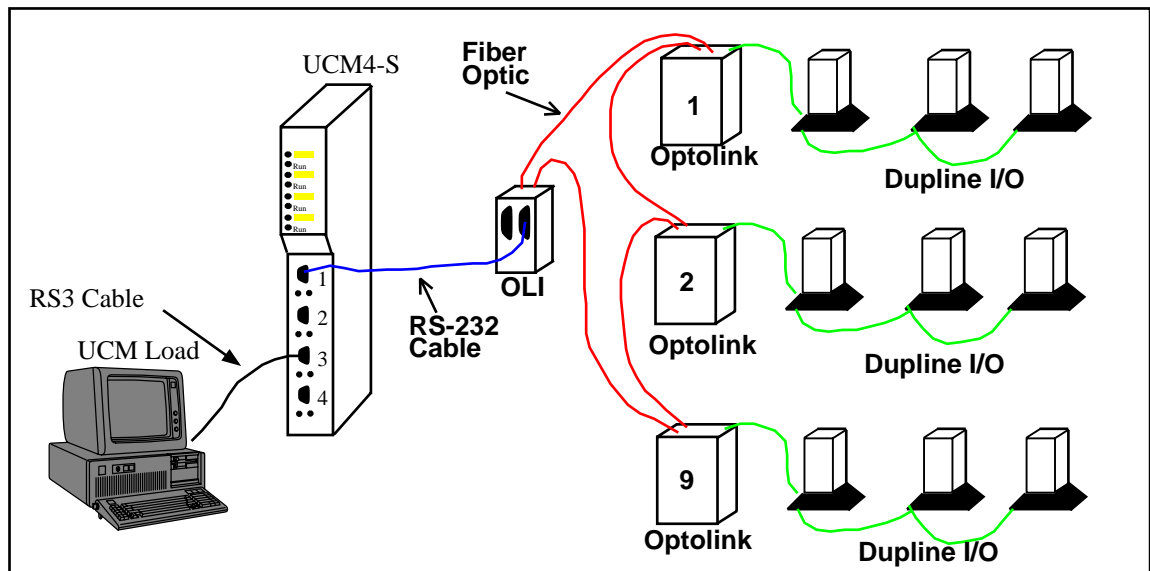 UCM4-S
Run
Run
Run
Run
1
2
3
4
RS3 Cable
UCM Load
RS-232
Cable
OLI
Fiber
Optic
1
Optolink
Dupline I/O
2
Optolink
Dupline I/O
9
Optolink
Dupline I/O